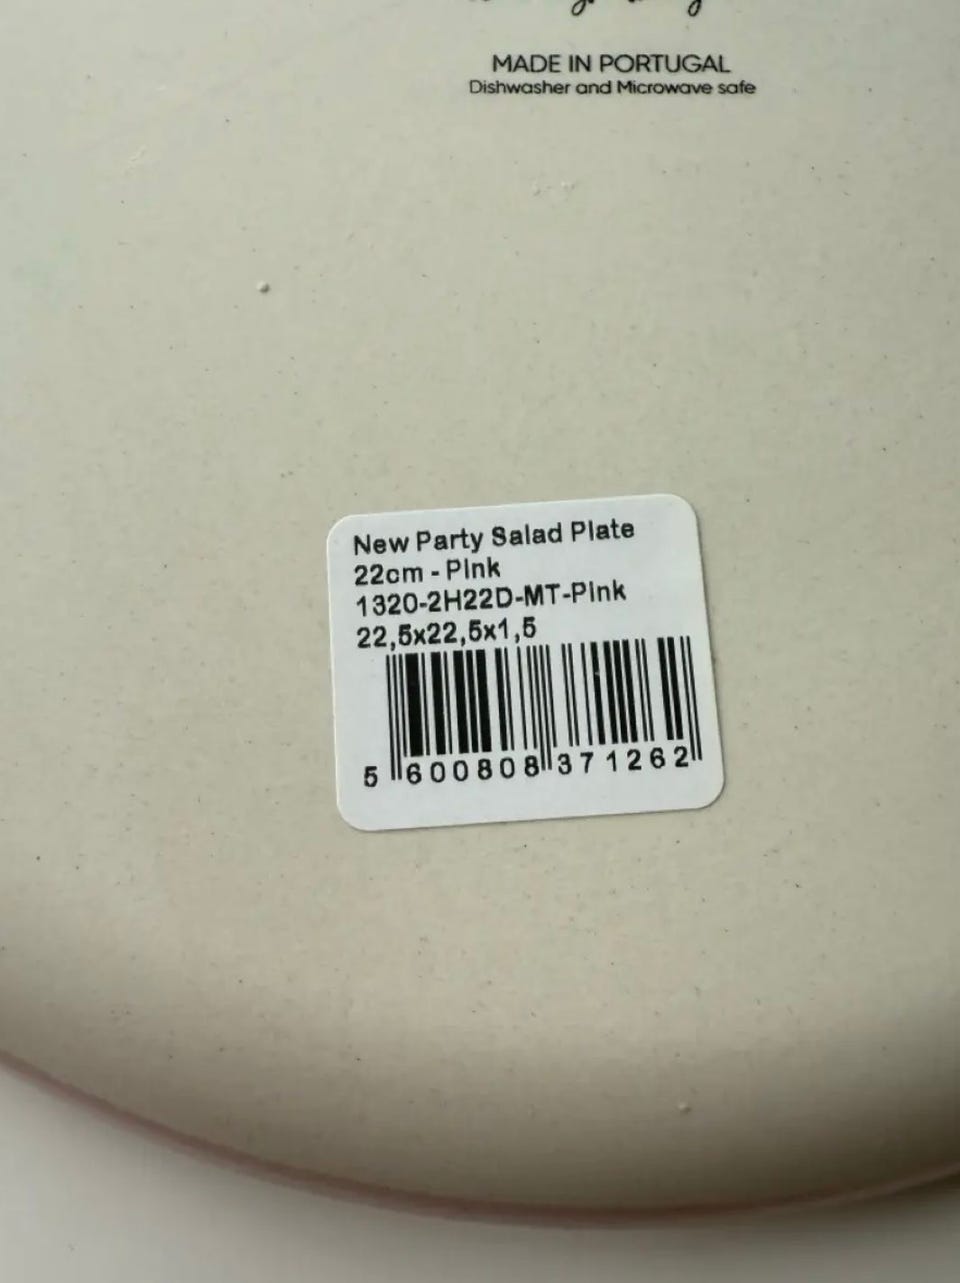 MADE IN PORTUGAL
Dishwasher and Microwave safe
New Party Salad Plate
22cm - Pink
1320-2H22D-MT-Pink
22,5x22,5x1,5
5 600808 371262